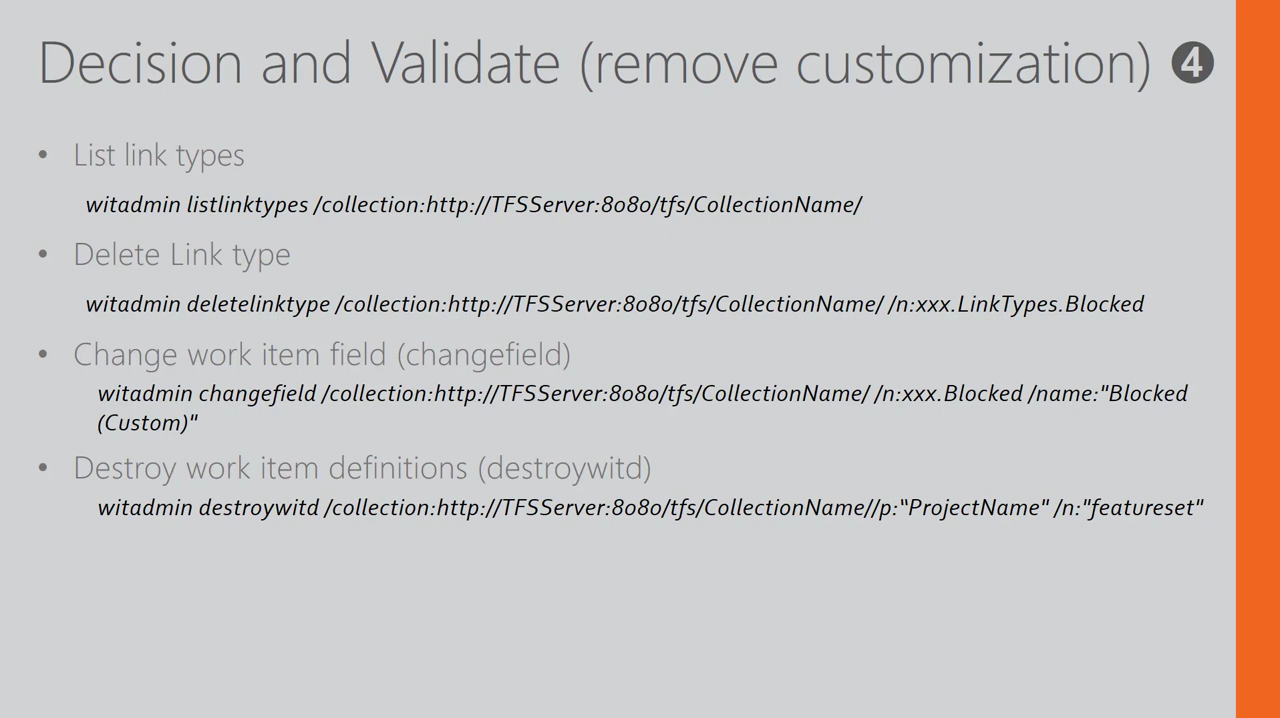 Decision and Validate (remove customization) ❹
• List link types
witadmin listlinktypes /collection:http://TFSServer:8080/tfs/CollectionName/
• Delete Link type
witadmin deletelinktype /collection:http://TFSServer:8080/tfs/CollectionName/ /n:xxx.LinkTypes.Blocked
• Change work item field (changefield)
witadmin changefield /collection:http://TFSServer:8080/tfs/CollectionName/ /n:xxx.Blocked /name:"Blocked
(Custom)"
• Destroy work item definitions (destroywitd)
witadmin destroywitd /collection:http://TFSServer:8080/tfs/CollectionName//p:"ProjectName" /n:"featureset"